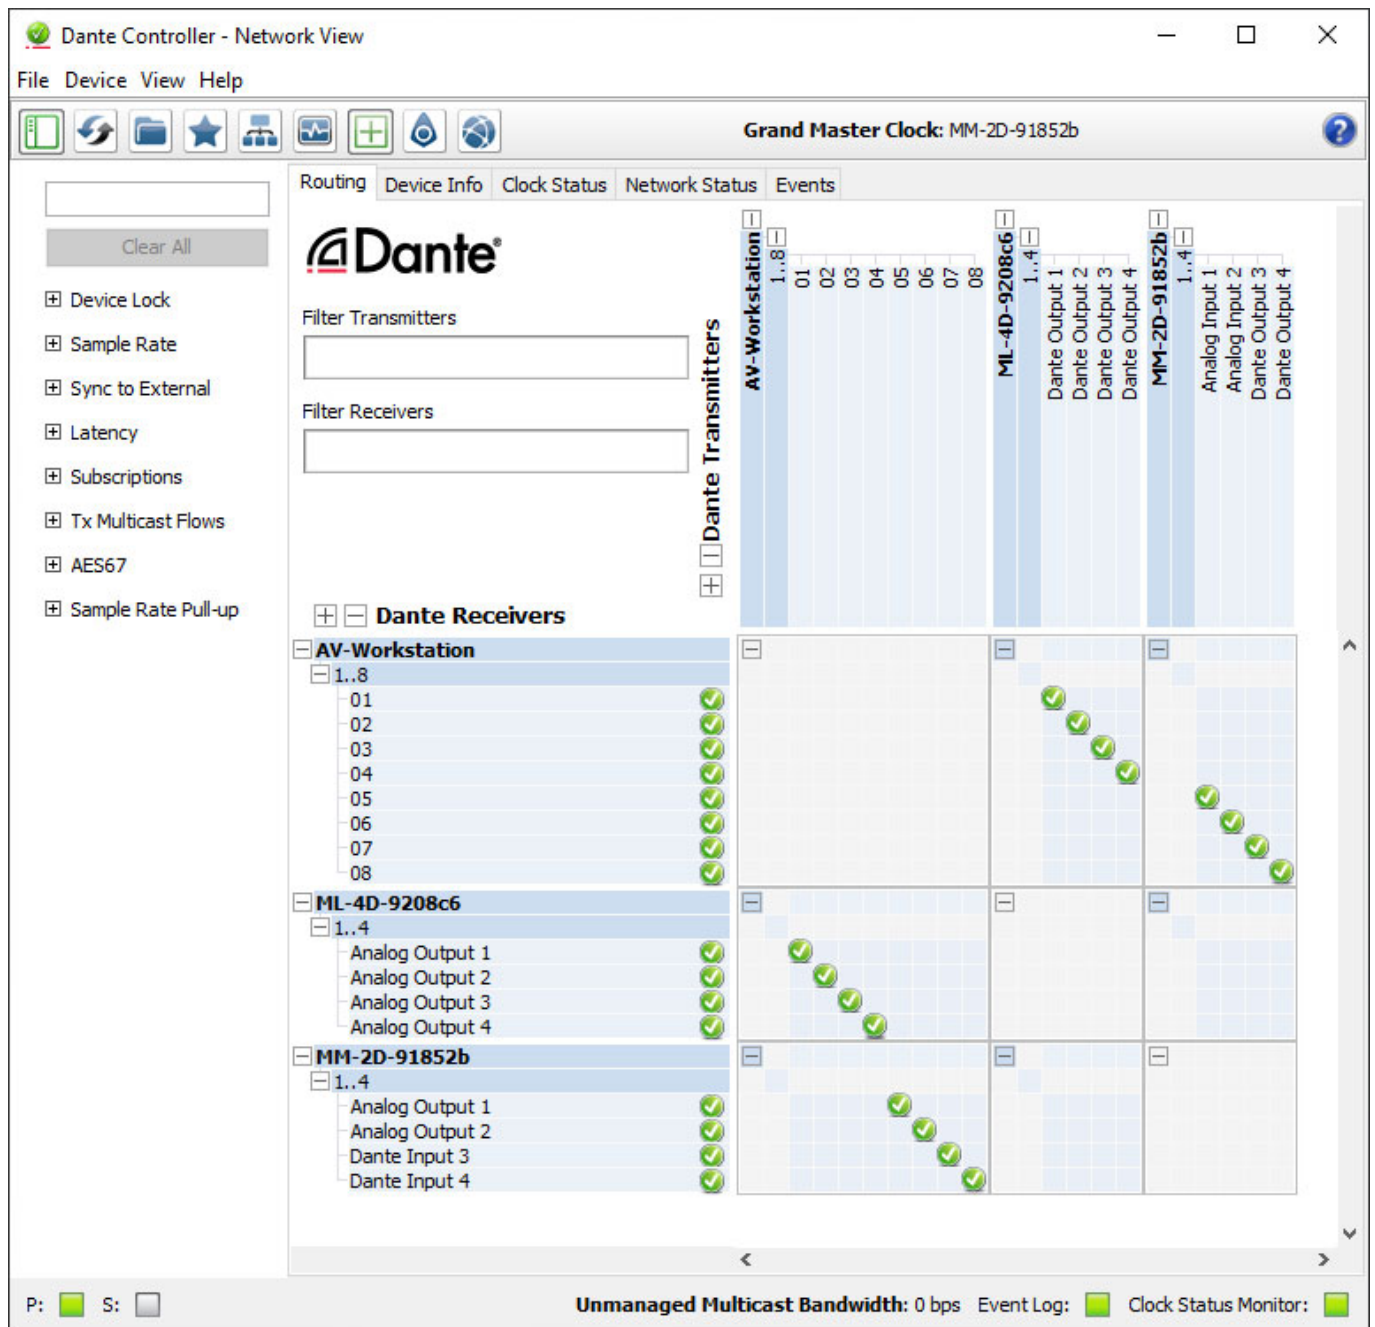 Dante Controller - Network View
File Device View Help
Grand Master Clock: MM-2D-91852b
Routing Device Info Clock Status Network Status Events
Clear All
Device Lock
Sample Rate
Sync to External
Latency
Subscriptions
Tx Multicast Flows
AES67
Sample Rate Pull-up
Dante®
Filter Transmitters
Filter Receivers
Dante Transmitters
AV-Workstation
1..8
01
02
03
04
05
06
07
08
ML-4D-9208c6
1..4
Dante Output 1
Dante Output 2
Dante Output 3
Dante Output 4
MM-2D-91852b
1..4
Analog Input 1
Analog Input 2
Dante Output 3
Dante Output 4
Dante Receivers
AV-Workstation
1..8
01
02
03
04
05
06
07
08
ML-4D-9208c6
1..4
Analog Output 1
Analog Output 2
Analog Output 3
Analog Output 4
MM-2D-91852b
1..4
Analog Output 1
Analog Output 2
Dante Input 3
Dante Input 4
P: S: Unmanaged Multicast Bandwidth: 0 bps Event Log: Clock Status Monitor: